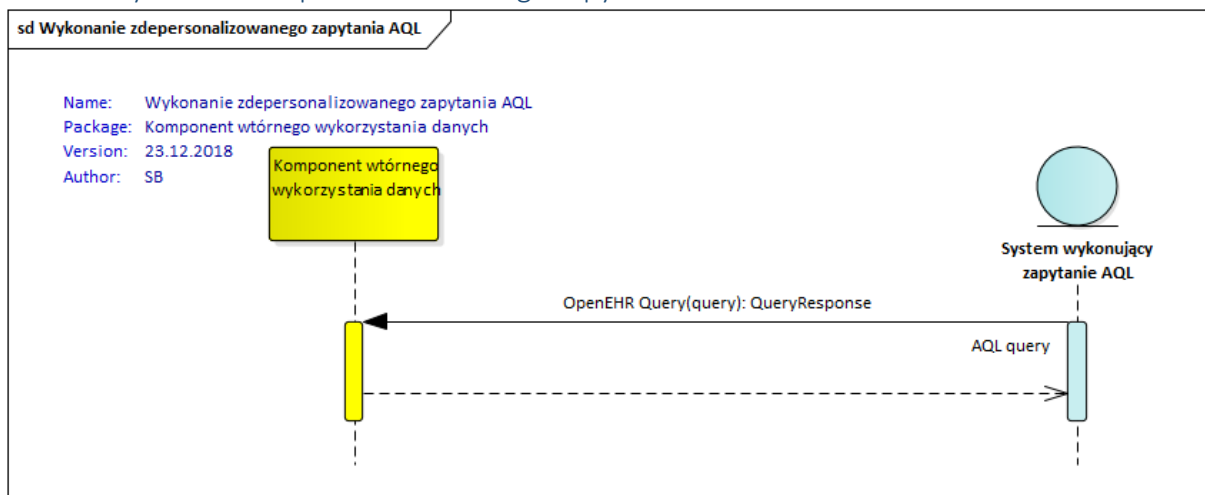 sd Wykonanie zdepersonalizowanego zapytania AQL
Name: Wykonanie zdepersonalizowanego zapytania AQL
Package: Komponent wtórnego wykorzystania danych
Version: 23.12.2018
Author: SB
Komponent wtórnego
wykorzystania danych
System wykonujący
zapytanie AQL
OpenEHR Query(query): QueryResponse
AQL query